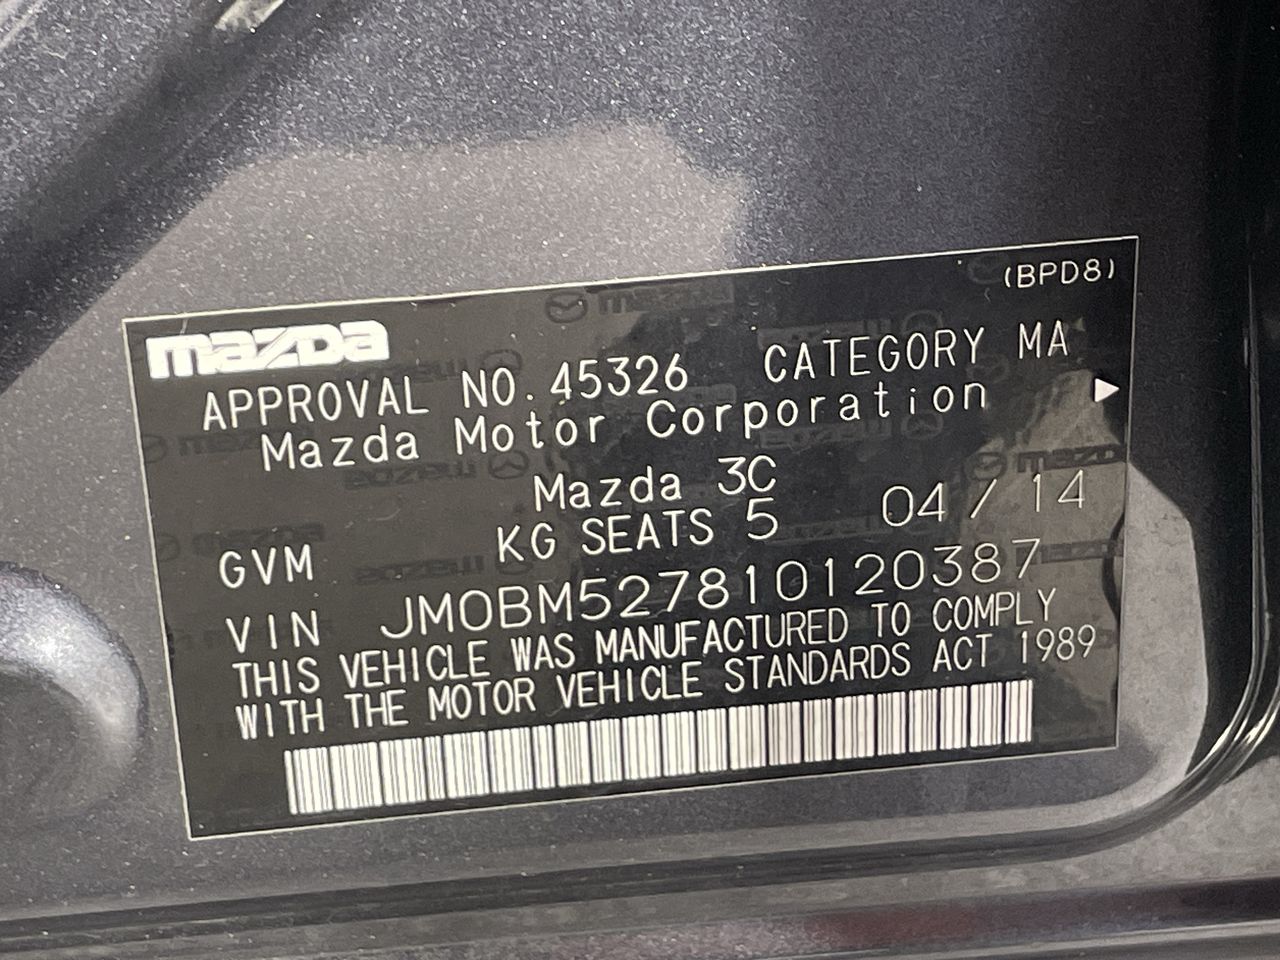 (BPD8)
mazda
APPROVAL NO. 45326 CATEGORY MA
Mazda Motor Corporation
Mazda 3C
GVM KG SEATS 5 04 / 14
VIN JM0BM527810120387
THIS VEHICLE WAS MANUFACTURED TO COMPLY
WITH THE MOTOR VEHICLE STANDARDS ACT 1989